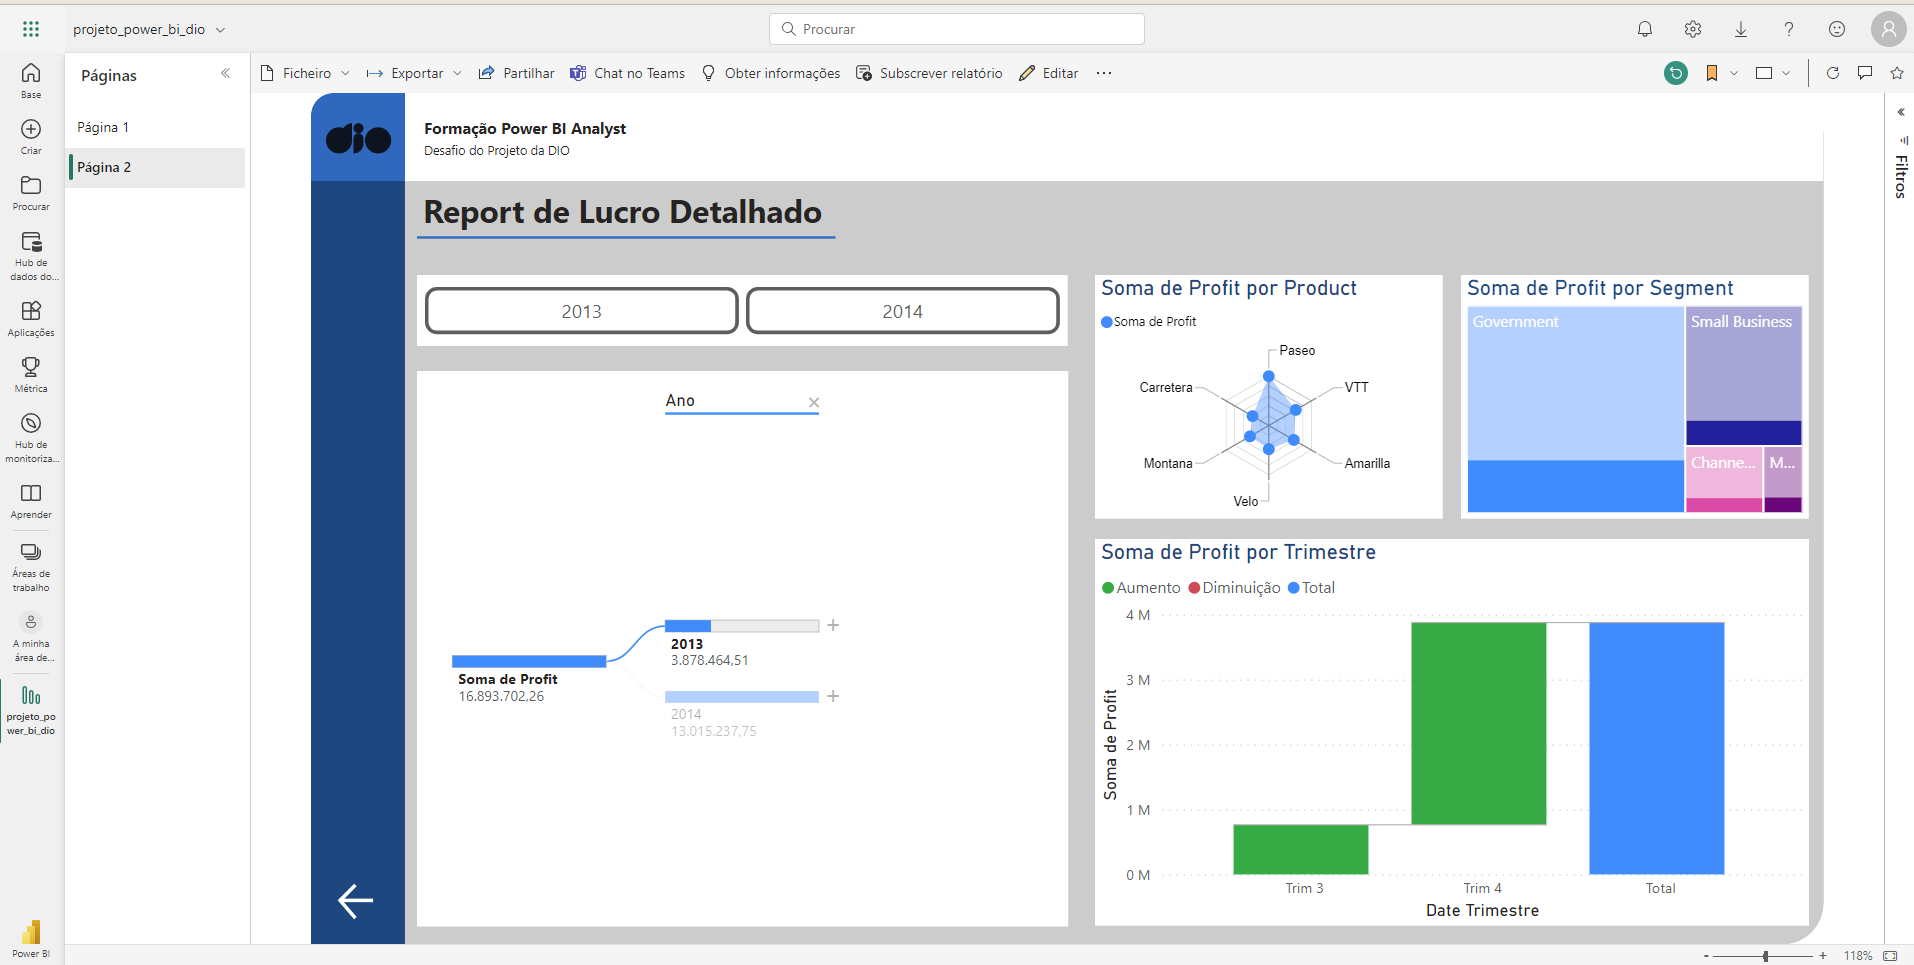 projeto_power_bi_dio
Procurar
Base
Criar
Procurar
Hub de
dados do...
Aplicações
Métrica
Hub de
monitoriza...
Aprender
Áreas de
trabalho
A minha
área de...
projeto_po
wer_bi_dio
Power BI
Páginas
Página 1
Página 2
Ficheiro
Exportar
Partilhar
Chat no Teams
Obter informações
Subscrever relatório
Editar
Filtros
dio
Formação Power BI Analyst
Desafio do Projeto da DIO
Report de Lucro Detalhado
2013
2014
Ano
Soma de Profit
16.893.702,26
2013
3.878.464,51
2014
13.015.237,75
Soma de Profit por Product
Soma de Profit
Paseo
VTT
Amarilla
Velo
Montana
Carretera
Soma de Profit por Segment
Government
Small Business
Channe...
M...
Soma de Profit por Trimestre
Aumento Diminuição Total
4 M
3 M
2 M
1 M
0 M
Soma de Profit
Trim 3
Trim 4
Total
Date Trimestre
- + 118%